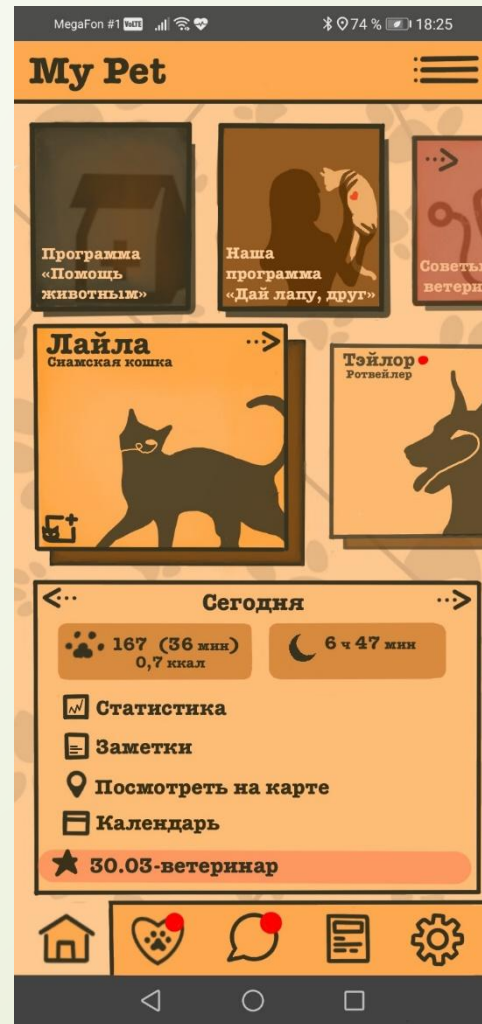 MegaFon #1 VoLTE 74 % 18:25
My Pet
Программа
«Помощь
животным»
Наша
программа
«Дай лапу, друг»
Советы
Лайла
Сиамская кошка
Тэйлор
Ротвейлер
Сегодня
167 (36 мин)
0,7 ккал
6 ч 47 мин
Статистика
Заметки
Посмотреть на карте
Календарь
30.03-ветеринар